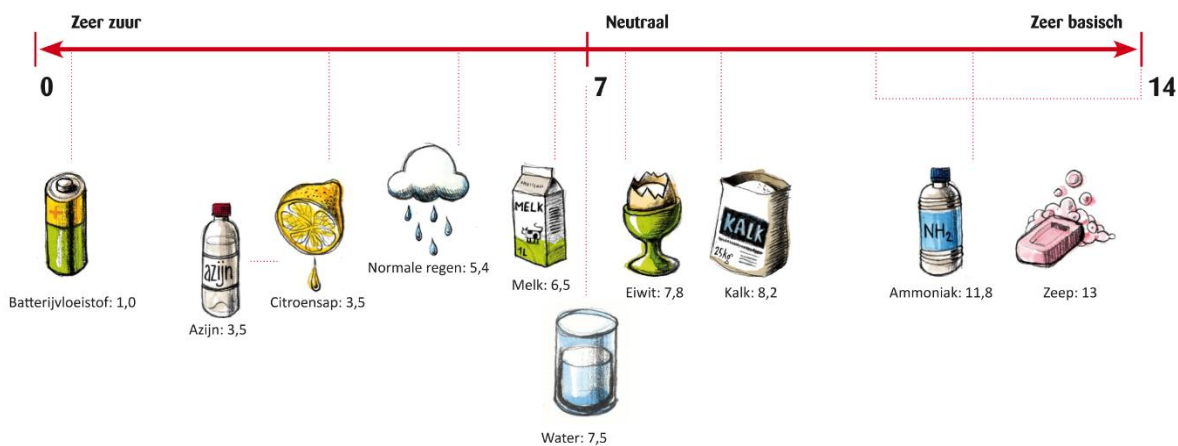 Zeer zuur
Neutraal
Zeer basisch
0
7
14
MELK
1L
KALK
25kg
NH2
azijn
Batterijvloeistof: 1,0
Azijn: 3,5
Citroensap: 3,5
Normale regen: 5,4
Melk: 6,5
Eiwit: 7,8
Kalk: 8,2
Ammoniak: 11,8
Zeep: 13
Water: 7,5